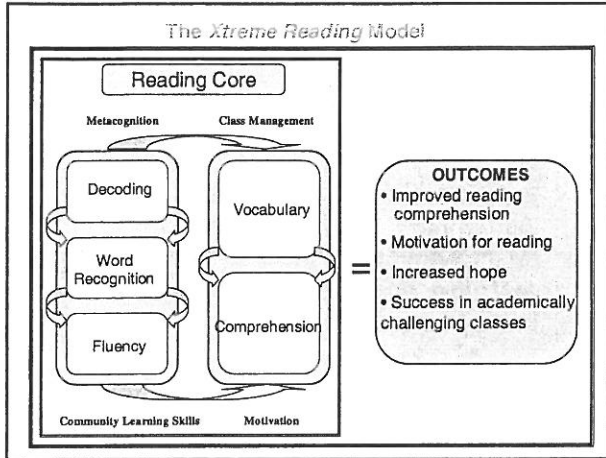 The Xtreme Reading Model
Reading Core
Metacognition
Class Management
Decoding
Word
Recognition
Fluency
Vocabulary
Comprehension
Community Learning Skills
Motivation
=
OUTCOMES
• Improved reading
comprehension
• Motivation for reading
• Increased hope
• Success in academically
challenging classes